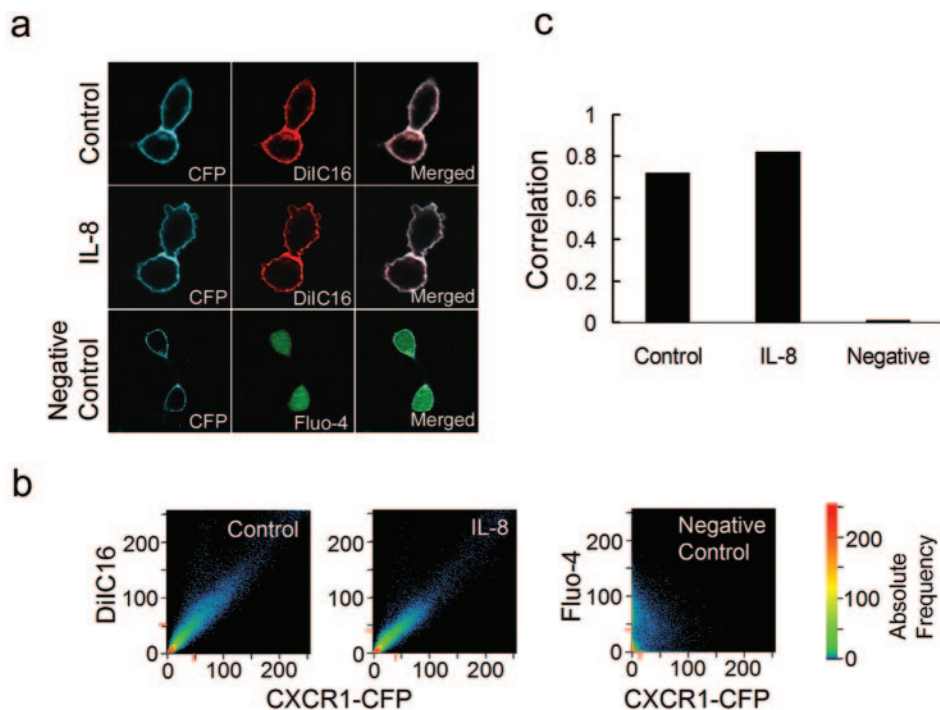 a
Control
CFP
DiIC16
Merged
IL-8
CFP
DiIC16
Merged
Negative
Control
CFP
Fluo-4
Merged
c
Correlation
1
0.8
0.6
0.4
0.2
0
Control IL-8 Negative
b
DiIC16
200
100
0
Control
0 100 200
IL-8
0 100 200
CXCR1-CFP
Fluo-4
200
100
0
Negative
Control
0 100 200
CXCR1-CFP
200
100
0
Absolute
Frequency